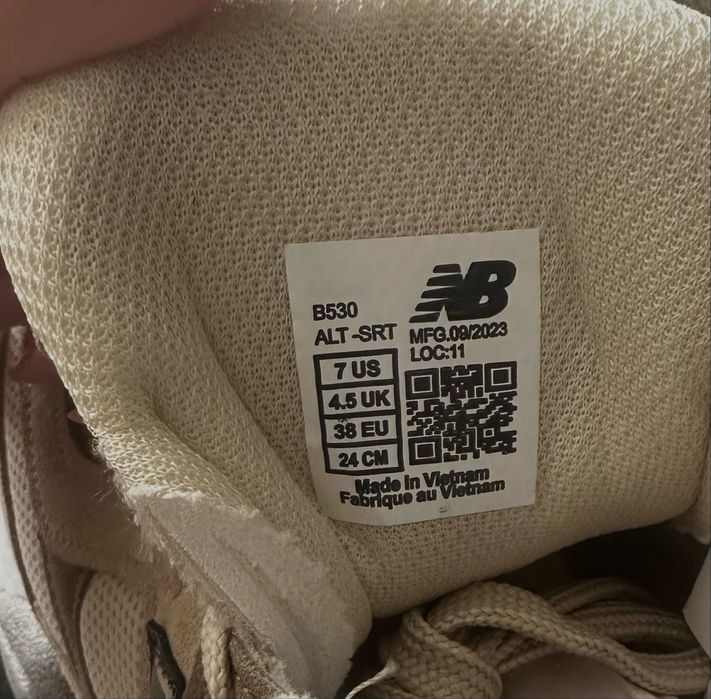 B530
NB
ALT-SRT
MFG.09/2023
LOC:11
7 US
4.5 UK
38 EU
24 CM
Made in Vietnam
Fabrique au Vietnam